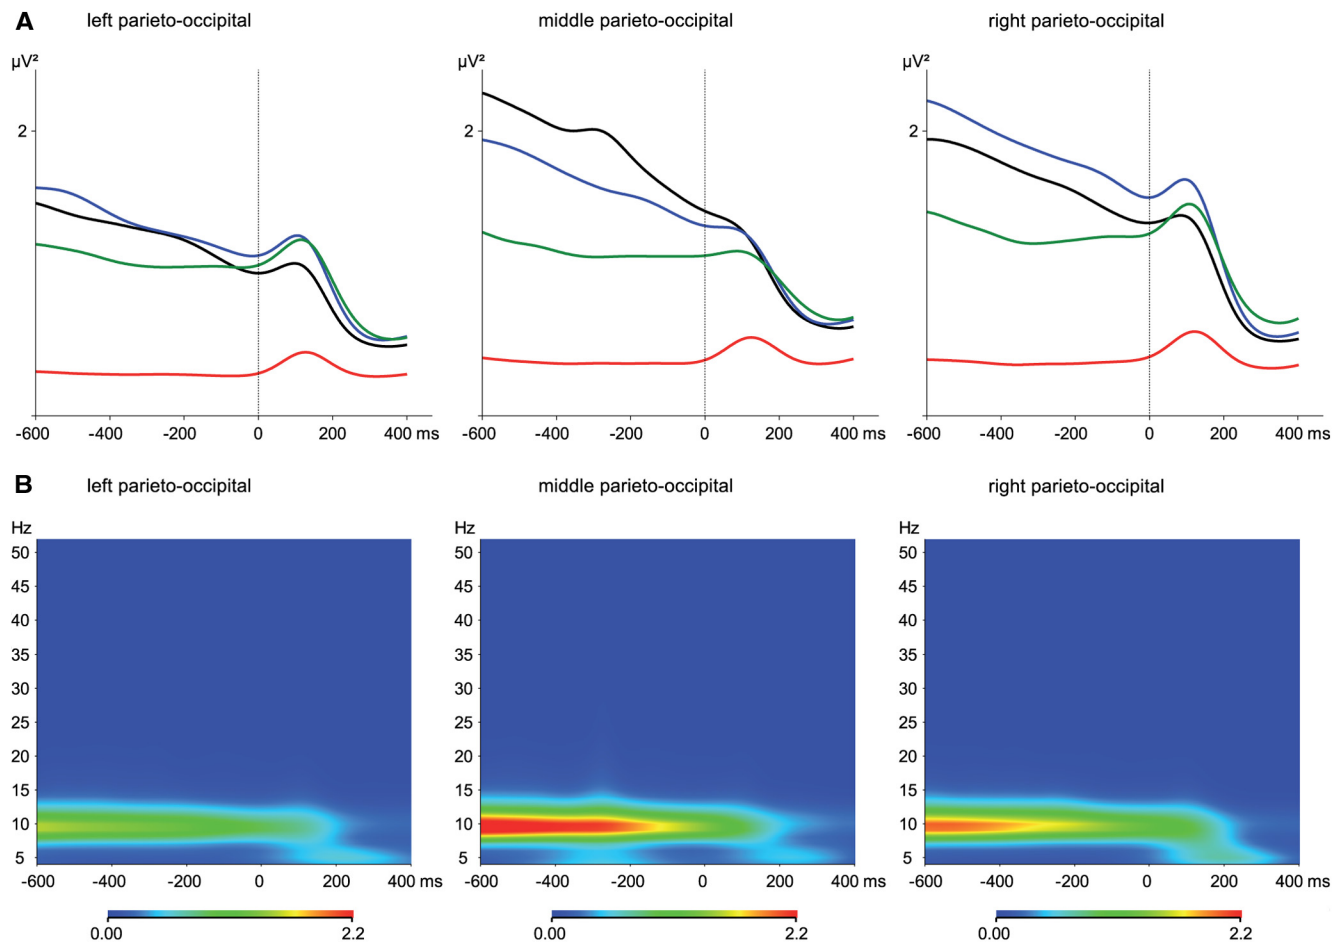 A
left parieto-occipital
middle parieto-occipital
right parieto-occipital
µV²
µV²
µV²
2
2
2
-600 -400 -200 0 200 400 ms
-600 -400 -200 0 200 400 ms
-600 -400 -200 0 200 400 ms
B
left parieto-occipital
middle parieto-occipital
right parieto-occipital
Hz
Hz
Hz
50
45
40
35
30
25
20
15
10
5
50
45
40
35
30
25
20
15
10
5
50
45
40
35
30
25
20
15
10
5
-600 -400 -200 0 200 400 ms
-600 -400 -200 0 200 400 ms
-600 -400 -200 0 200 400 ms
0.00 2.2
0.00 2.2
0.00 2.2